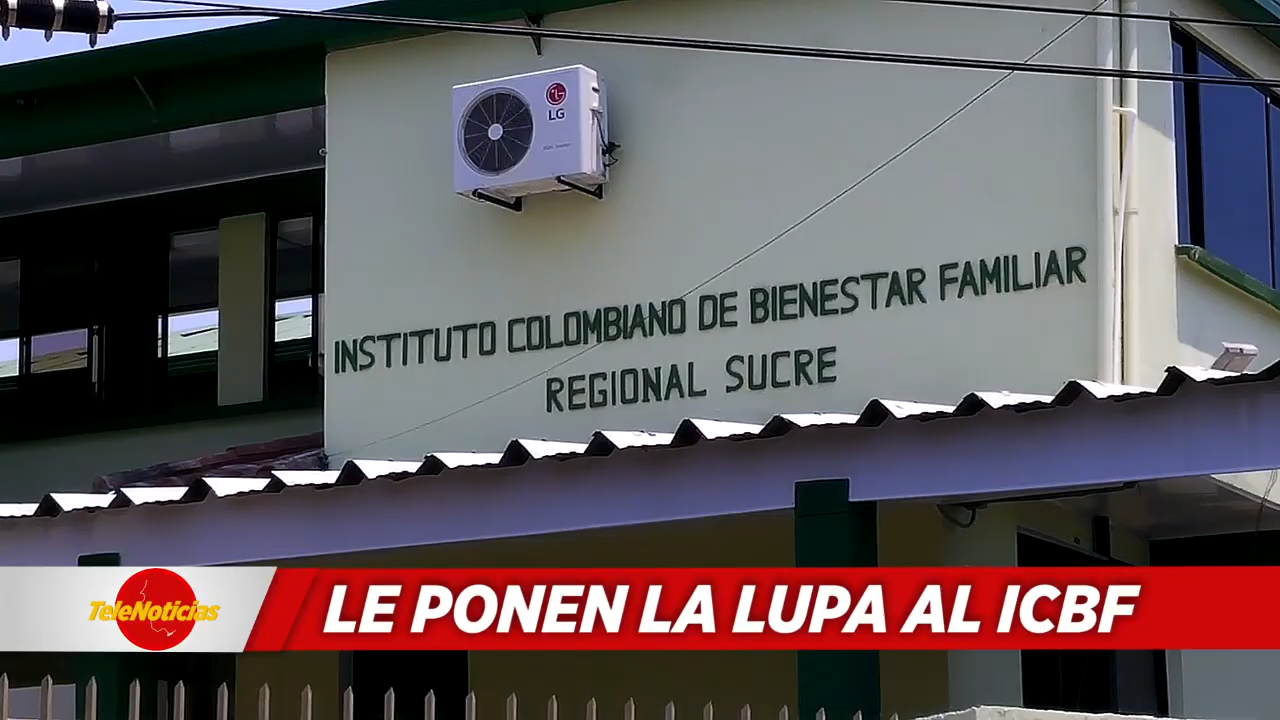 LG
INSTITUTO COLOMBIANO DE BIENESTAR FAMILIAR
REGIONAL SUCRE
TeleNoticias
LE PONEN LA LUPA AL ICBF